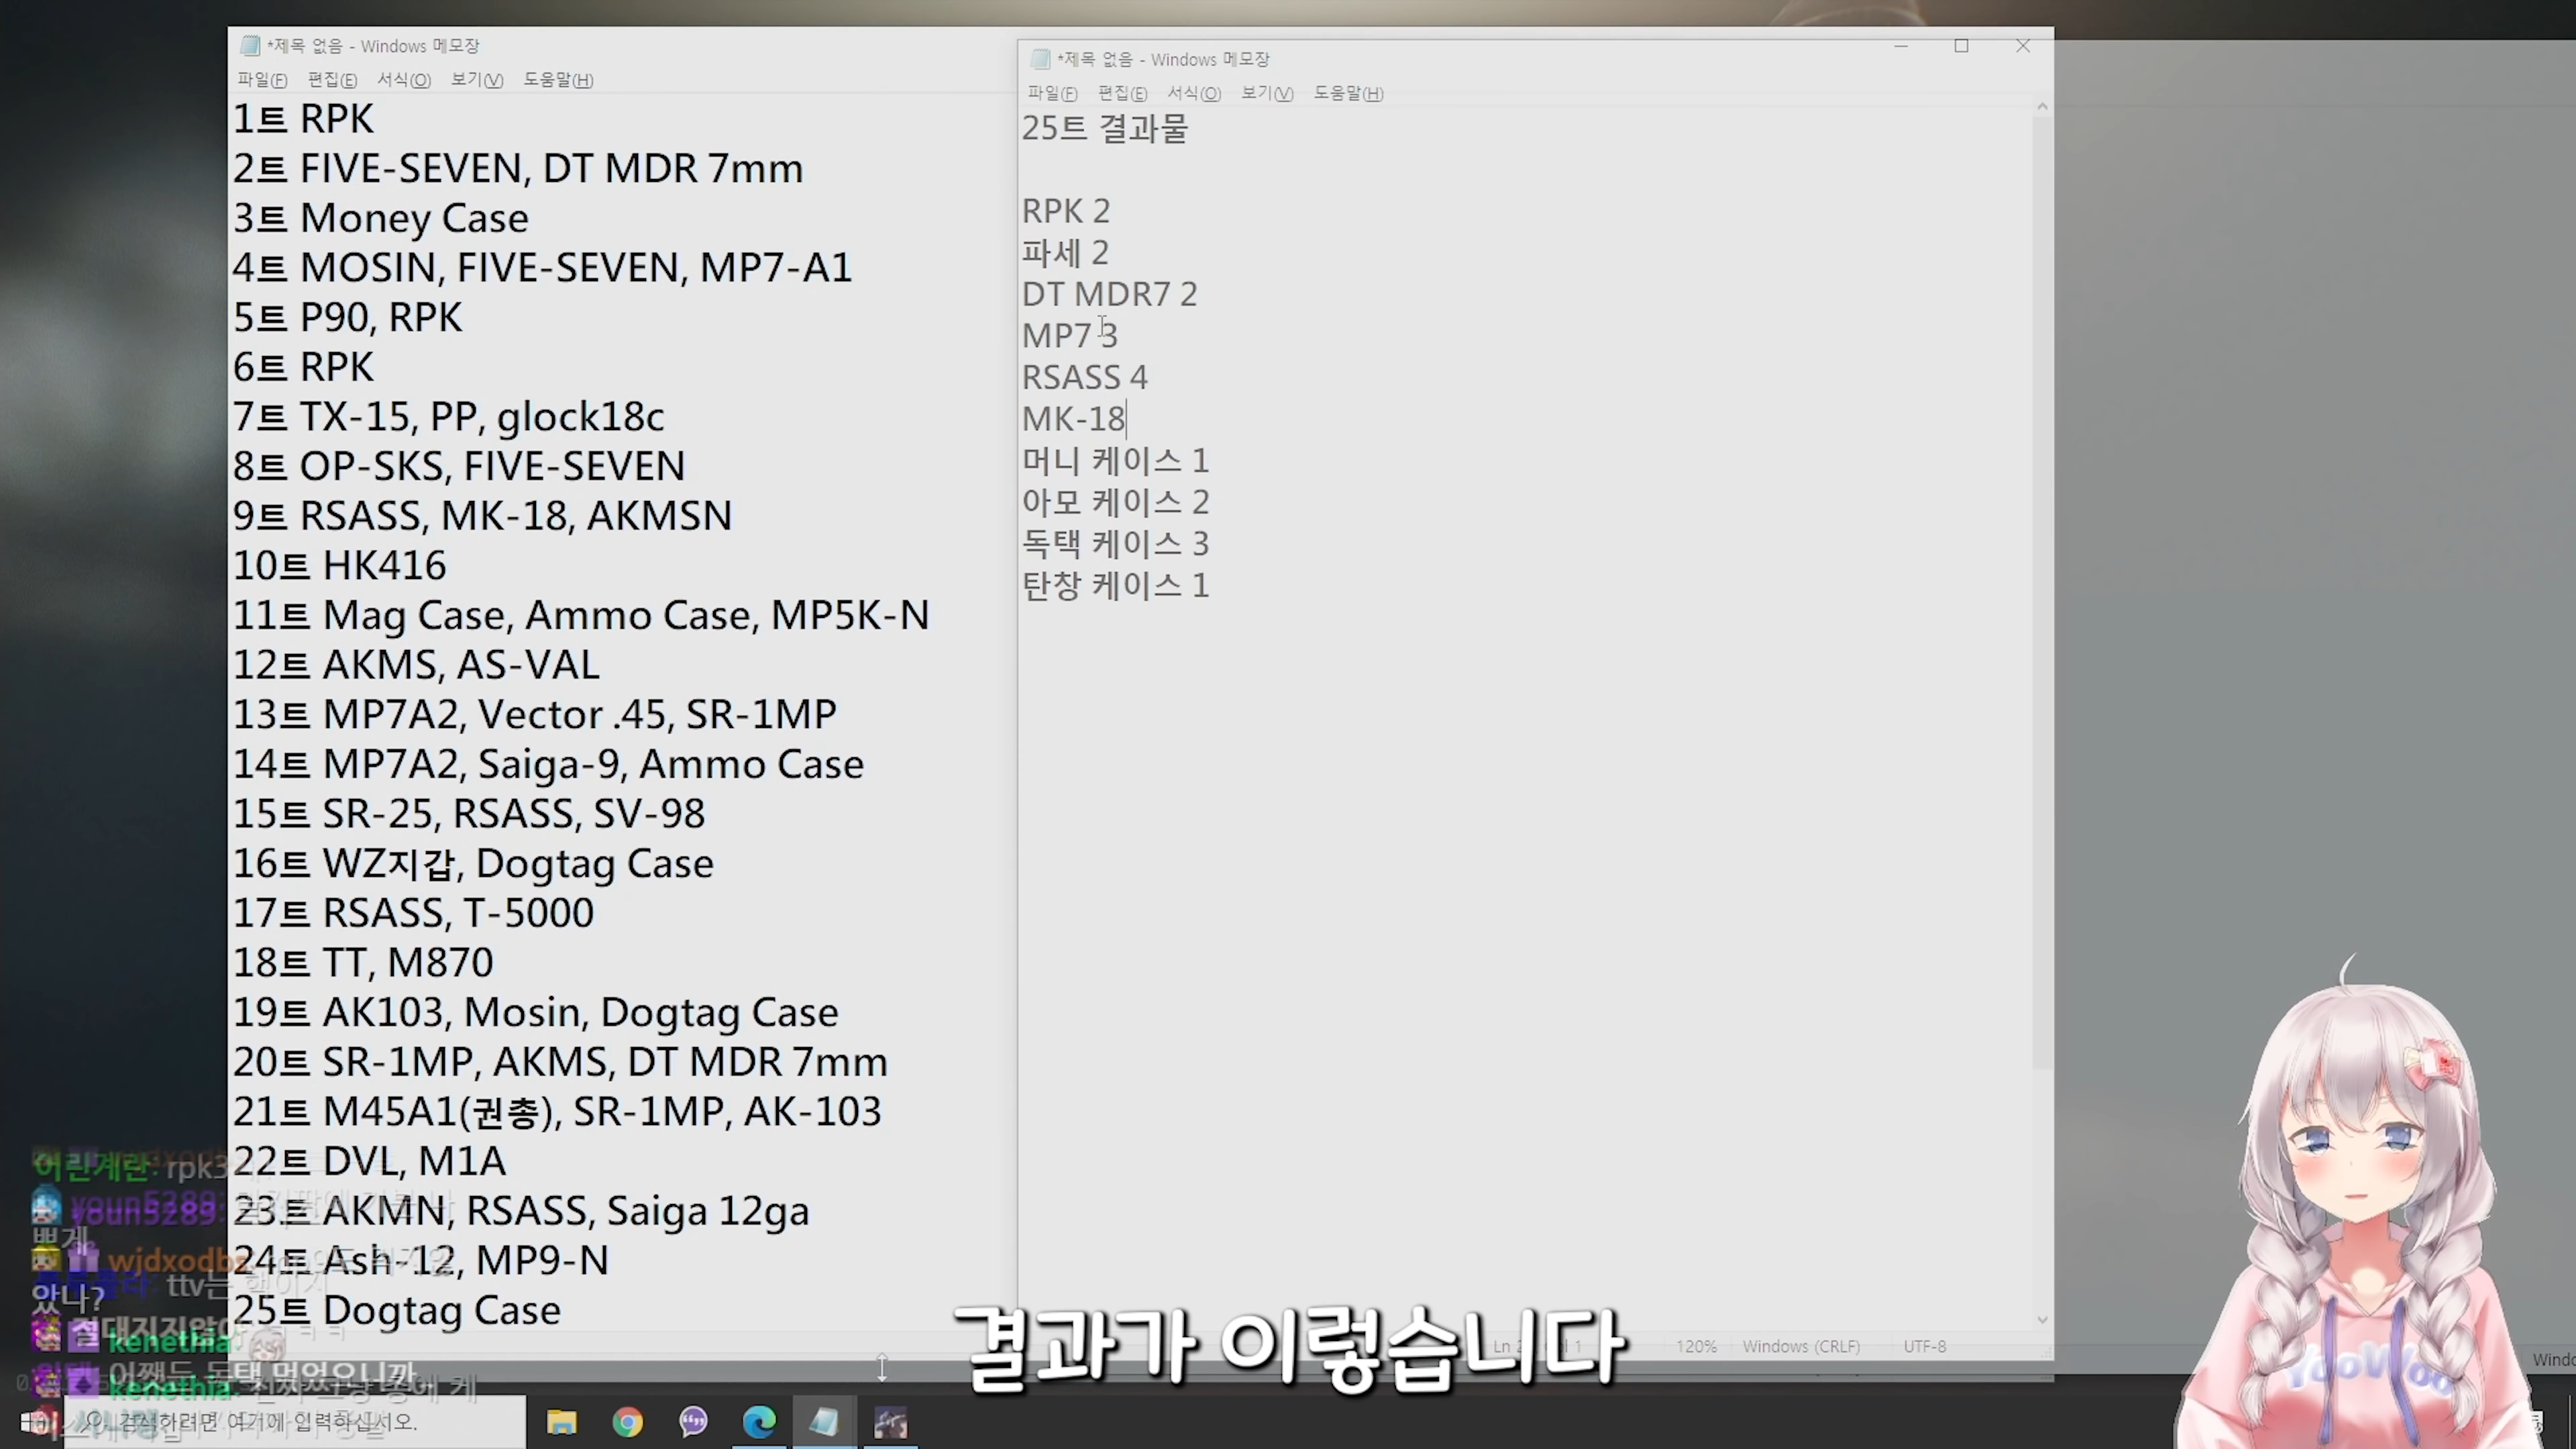 *제목 없음 - Windows 메모장
파일(F) 편집(E) 서식(O) 보기(V) 도움말(H)
1트 RPK
2트 FIVE-SEVEN, DT MDR 7mm
3트 Money Case
4트 MOSIN, FIVE-SEVEN, MP7-A1
5트 P90, RPK
6트 RPK
7트 TX-15, PP, glock18c
8트 OP-SKS, FIVE-SEVEN
9트 RSASS, MK-18, AKMSN
10트 HK416
11트 Mag Case, Ammo Case, MP5K-N
12트 AKMS, AS-VAL
13트 MP7A2, Vector .45, SR-1MP
14트 MP7A2, Saiga-9, Ammo Case
15트 SR-25, RSASS, SV-98
16트 WZ지갑, Dogtag Case
17트 RSASS, T-5000
18트 TT, M870
19트 AK103, Mosin, Dogtag Case
20트 SR-1MP, AKMS, DT MDR 7mm
21트 M45A1(권총), SR-1MP, AK-103
22트 DVL, M1A
23트 AKMN, RSASS, Saiga 12ga
24트 Ash-12, MP9-N
25트 Dogtag Case
*제목 없음 - Windows 메모장
파일(F) 편집(E) 서식(O) 보기(V) 도움말(H)
25트 결과물
RPK 2
파세 2
DT MDR7 2
MP7 3
RSASS 4
MK-18
머니 케이스 1
아모 케이스 2
독택 케이스 3
탄창 케이스 1
120% Windows (CRLF) UTF-8
어린계란:
youn5289:
뽀게
wjdxodbz
ttv는
았나?
절대지지않아
kenethia:
kenethia:
결과가 이렇습니다
검색하려면 여기에 입력하십시오.
YooWoo